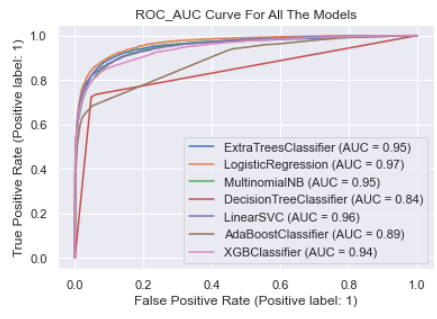 ROC_AUC Curve For All The Models
True Positive Rate (Positive label: 1)
1.0
0.8
0.6
0.4
0.2
0.0
ExtraTreesClassifier (AUC = 0.95)
LogisticRegression (AUC = 0.97)
MultinomialNB (AUC = 0.95)
DecisionTreeClassifier (AUC = 0.84)
LinearSVC (AUC = 0.96)
AdaBoostClassifier (AUC = 0.89)
XGBClassifier (AUC = 0.94)
0.0 0.2 0.4 0.6 0.8 1.0
False Positive Rate (Positive label: 1)